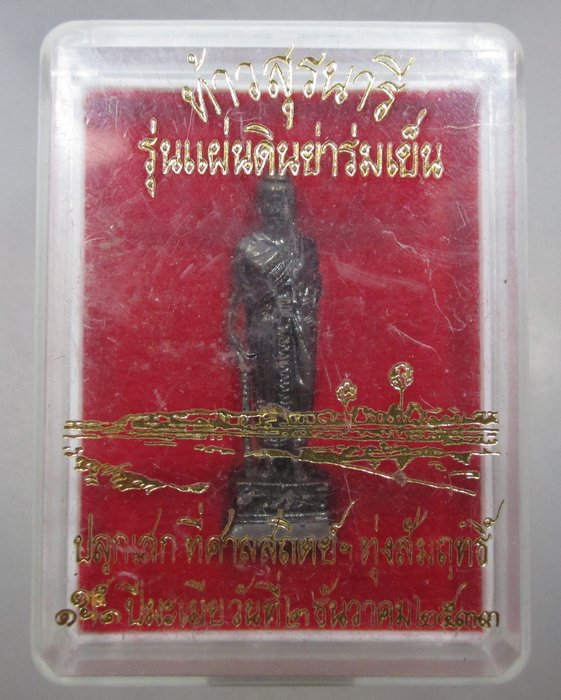 ท้าวสุรนารี
รุ่นแผ่นดินย่าร่มเย็น
ปลุกเสก ที่ศาลสถิตย์ฯ ทุ่งสัมฤทธิ์
ปีมะเมีย วันที่ ๒ ธันวาคม ๒๕๓๓